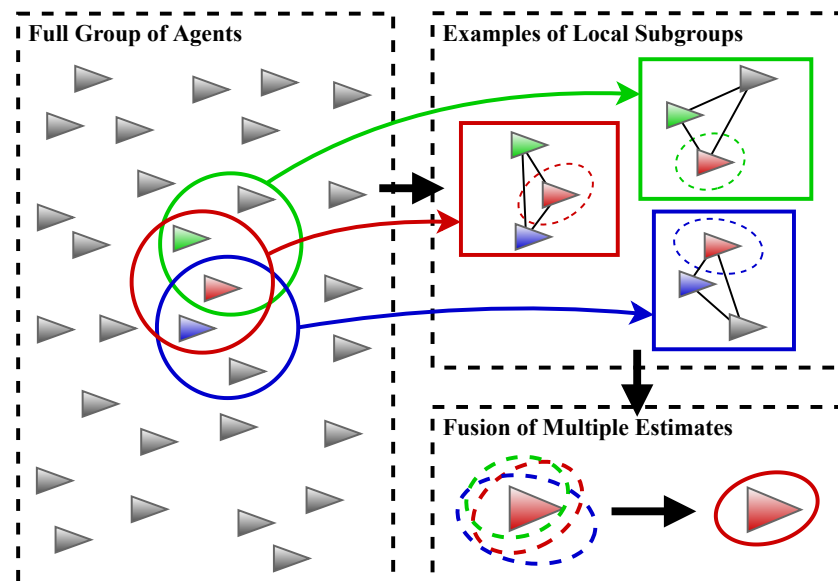 Full Group of Agents
Examples of Local Subgroups
Fusion of Multiple Estimates